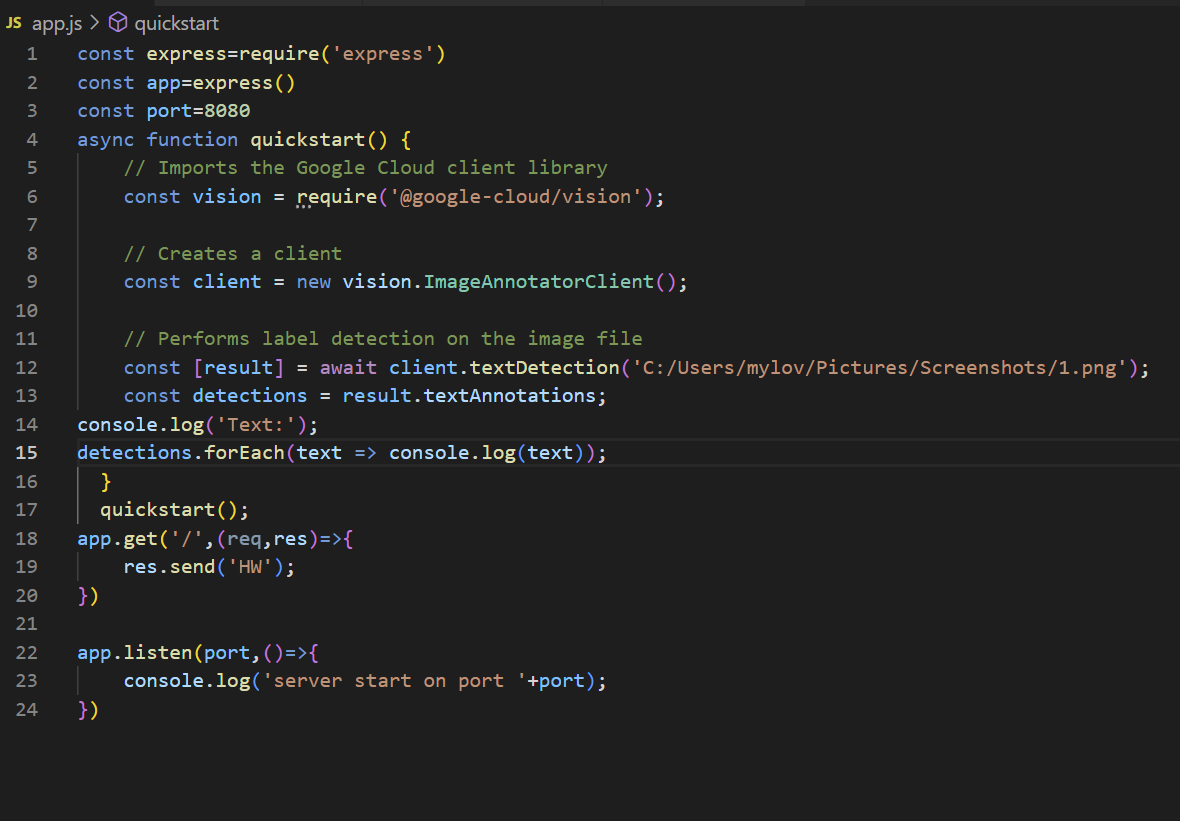 JS app.js > quickstart
1 const express=require('express')
2 const app=express()
3 const port=8080
4 async function quickstart() {
5     // Imports the Google Cloud client library
6     const vision = require('@google-cloud/vision');
7
8     // Creates a client
9     const client = new vision.ImageAnnotatorClient();
10
11     // Performs label detection on the image file
12     const [result] = await client.textDetection('C:/Users/mylov/Pictures/Screenshots/1.png');
13     const detections = result.textAnnotations;
14 console.log('Text:');
15 detections.forEach(text => console.log(text));
16   }
17   quickstart();
18 app.get('/',(req,res)=>{
19     res.send('HW');
20 })
21
22 app.listen(port,()=>{
23     console.log('server start on port '+port);
24 })